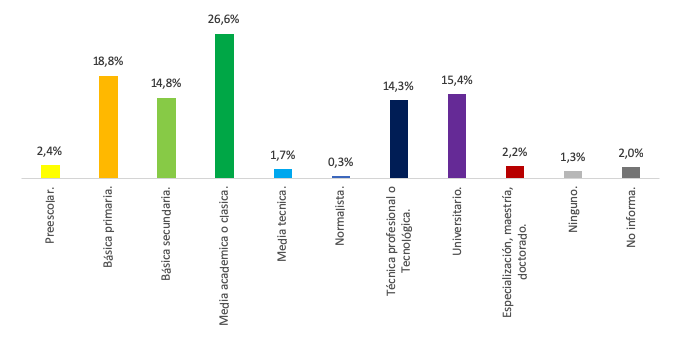 26,6%
18,8%
14,8%
14,3%
15,4%
2,4%
1,7%
0,3%
2,2%
1,3%
2,0%
Preescolar.
Básica primaria.
Básica secundaria.
Media academica o clasica.
Media tecnica.
Normalista.
Técnica profesional o
Tecnológica.
Universitario.
Especialización, maestría,
doctorado.
Ninguno.
No informa.